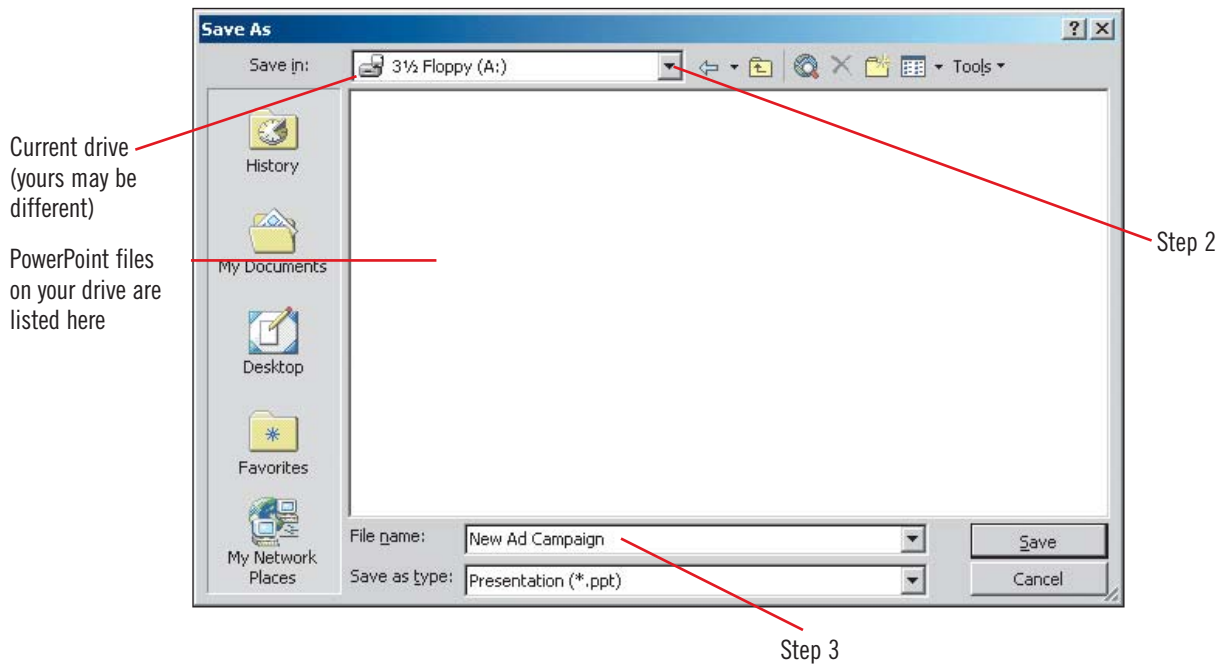 Save As
Save in:
3½ Floppy (A:)
Tools
Current drive
(yours may be
different)
History
Step 2
PowerPoint files
on your drive are
listed here
My Documents
Desktop
Favorites
My Network
Places
File name:
New Ad Campaign
Save
Save as type:
Presentation (*.ppt)
Cancel
Step 3